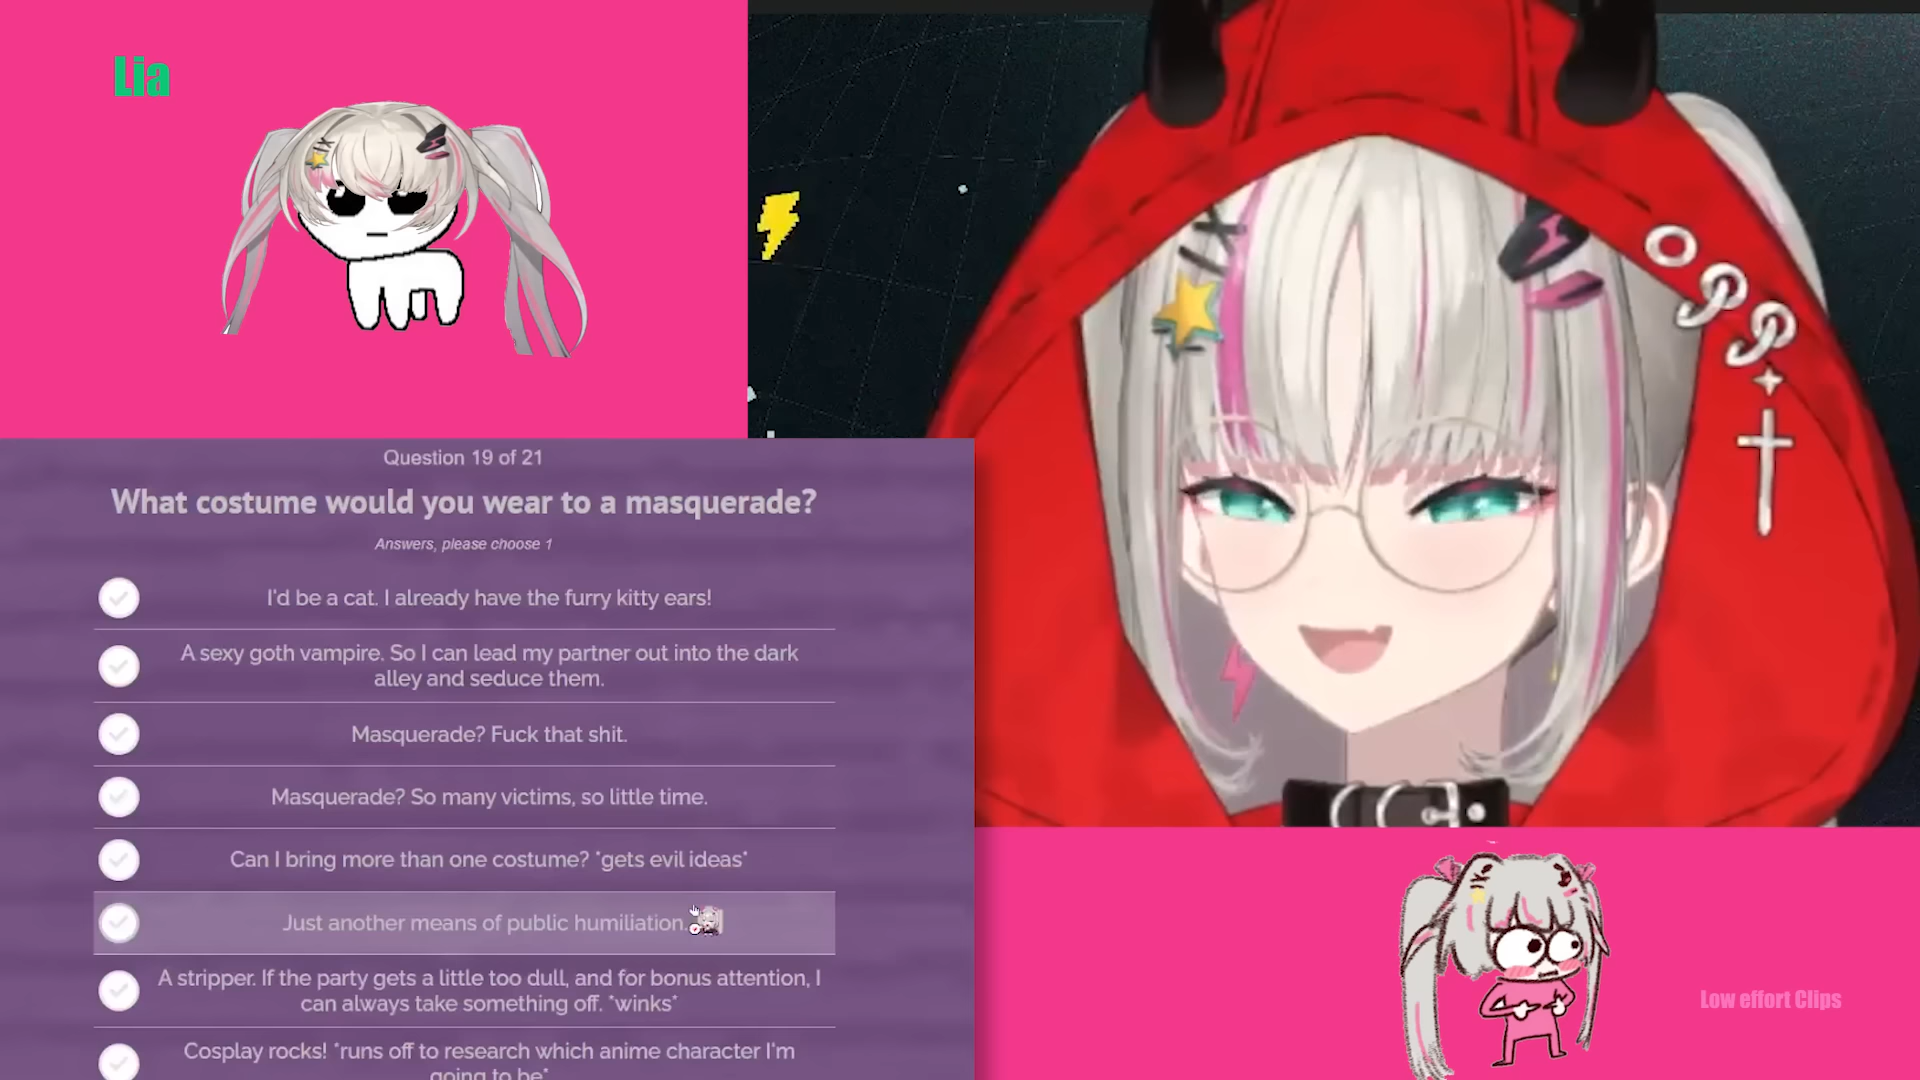 Lia
Question 19 of 21
What costume would you wear to a masquerade?
Answers, please choose 1
I'd be a cat. I already have the furry kitty ears!
A sexy goth vampire. So I can lead my partner out into the dark
alley and seduce them.
Masquerade? Fuck that shit.
Masquerade? So many victims, so little time.
Can I bring more than one costume? *gets evil ideas*
Just another means of public humiliation.
A stripper. If the party gets a little too dull, and for bonus attention, I
can always take something off. *winks*
Cosplay rocks! *runs off to research which anime character I'm
going to be*
Low effort Clips